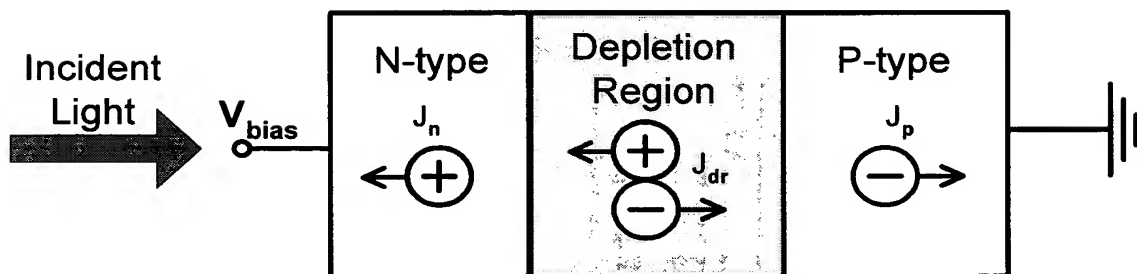 Incident
Light
V_bias
N-type
J_n
+
Depletion
Region
+
−
J_dr
P-type
J_p
−